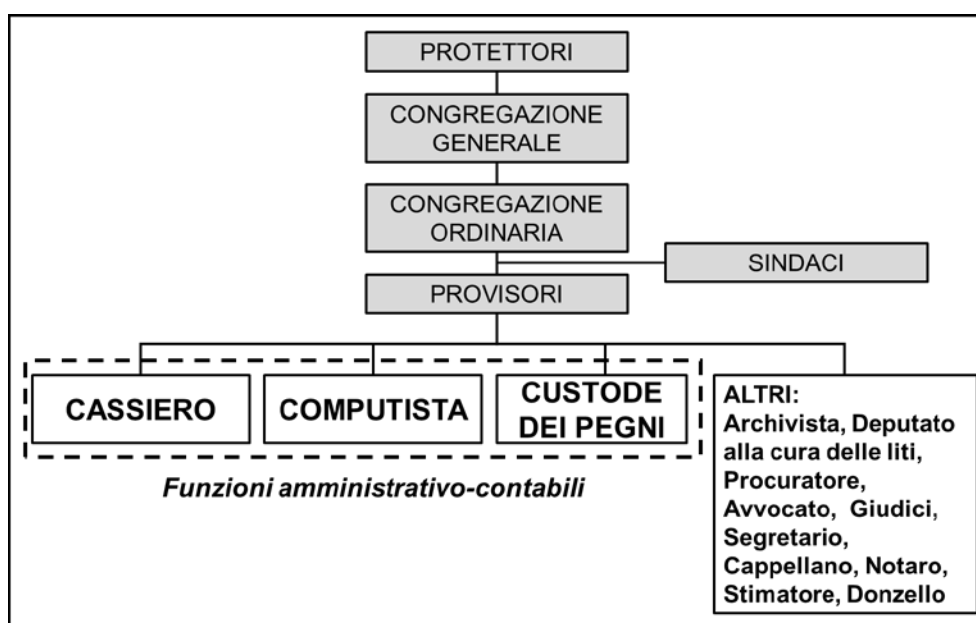 PROTETTORI
CONGREGAZIONE
GENERALE
CONGREGAZIONE
ORDINARIA
SINDACI
PROVISORI
CASSIERO
COMPUTISTA
CUSTODE
DEI PEGNI
Funzioni amministrativo-contabili
ALTRI:
Archivista, Deputato
alla cura delle liti,
Procuratore,
Avvocato, Giudici,
Segretario,
Cappellano, Notaro,
Stimatore, Donzello